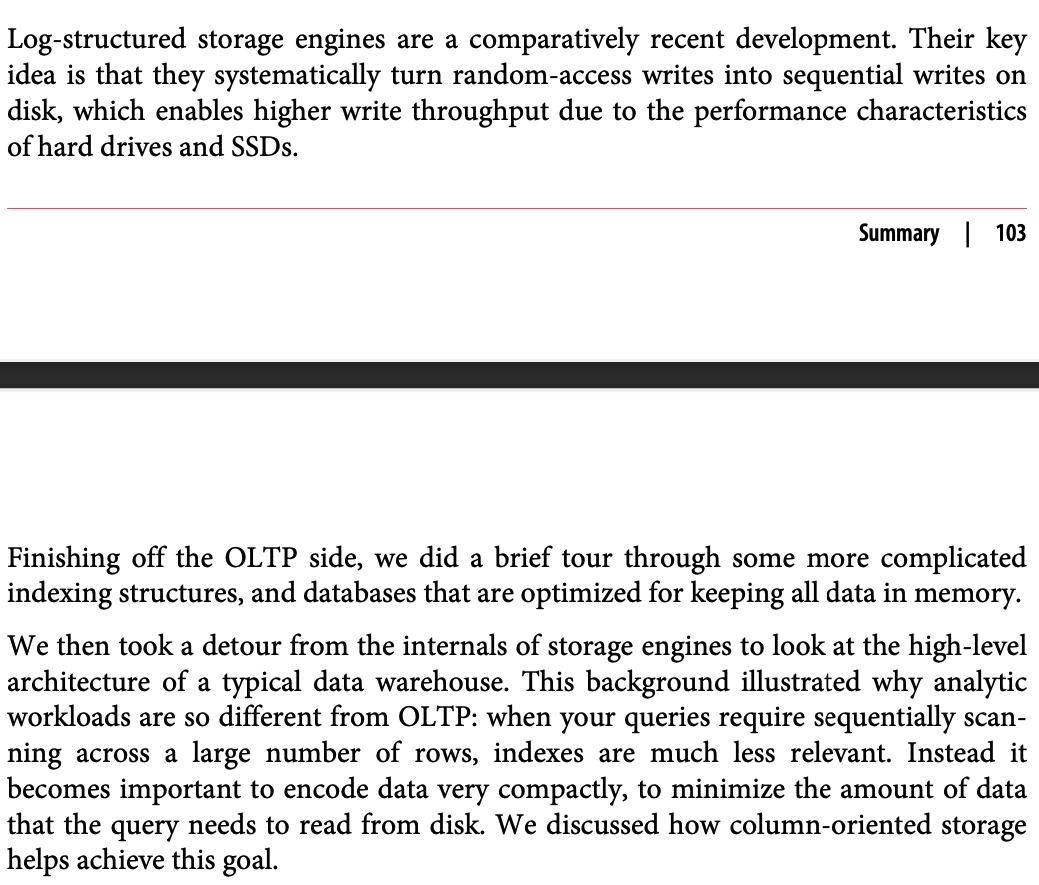 Log-structured storage engines are a comparatively recent development. Their key
idea is that they systematically turn random-access writes into sequential writes on
disk, which enables higher write throughput due to the performance characteristics
of hard drives and SSDs.
Summary | 103
Finishing off the OLTP side, we did a brief tour through some more complicated
indexing structures, and databases that are optimized for keeping all data in memory.
We then took a detour from the internals of storage engines to look at the high-level
architecture of a typical data warehouse. This background illustrated why analytic
workloads are so different from OLTP: when your queries require sequentially scan-
ning across a large number of rows, indexes are much less relevant. Instead it
becomes important to encode data very compactly, to minimize the amount of data
that the query needs to read from disk. We discussed how column-oriented storage
helps achieve this goal.